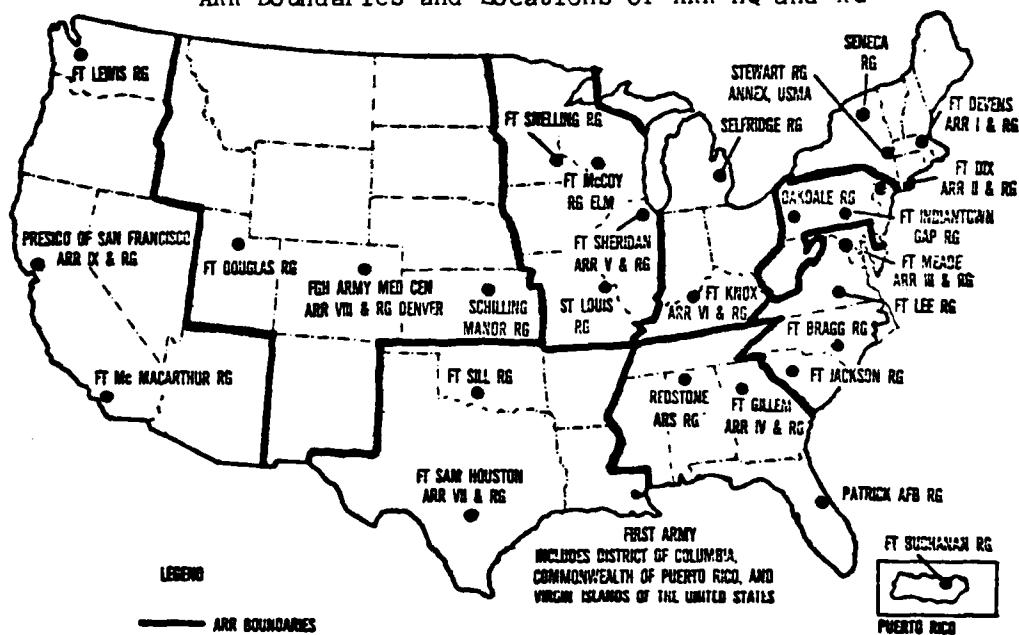 ARR Boundaries and Locations of ARR HQ and RG
FT LEWIS RG
SENECA
RG
STEWART RG
ANNEX, USMA
FT DEVENS
ARR I & RG
FT SNELLING RG
SELFRIDGE RG
FT McCOY
RG ELM
FT DIX
ARR II & RG
OAKDALE RG
FT INDIANTOWN
GAP RG
PRESICO OF SAN FRANCISCO
ARR IX & RG
FT DOUGLAS RG
FT SHERIDAN
ARR V & RG
FT MEADE
ARR III & RG
FGH ARMY MED CEN
ARR VIII & RG DENVER
SCHILLING
MANOR RG
ST LOUIS
RG
FT KNOX
ARR VI & RG
FT LEE RG
FT BRAGG RG
FT Mc MACARTHUR RG
FT SILL RG
REDSTONE
ARS RG
FT GILLEM
ARR IV & RG
FT JACKSON RG
FT SAM HOUSTON
ARR VII & RG
PATRICK AFB RG
FIRST ARMY
INCLUDES DISTRICT OF COLUMBIA,
COMMONWEALTH OF PUERTO RICO, AND
VIRGIN ISLANDS OF THE UNITED STATES
FT BUCHANAN RG
PUERTO RICO
LEGEND
ARR BOUNDARIES